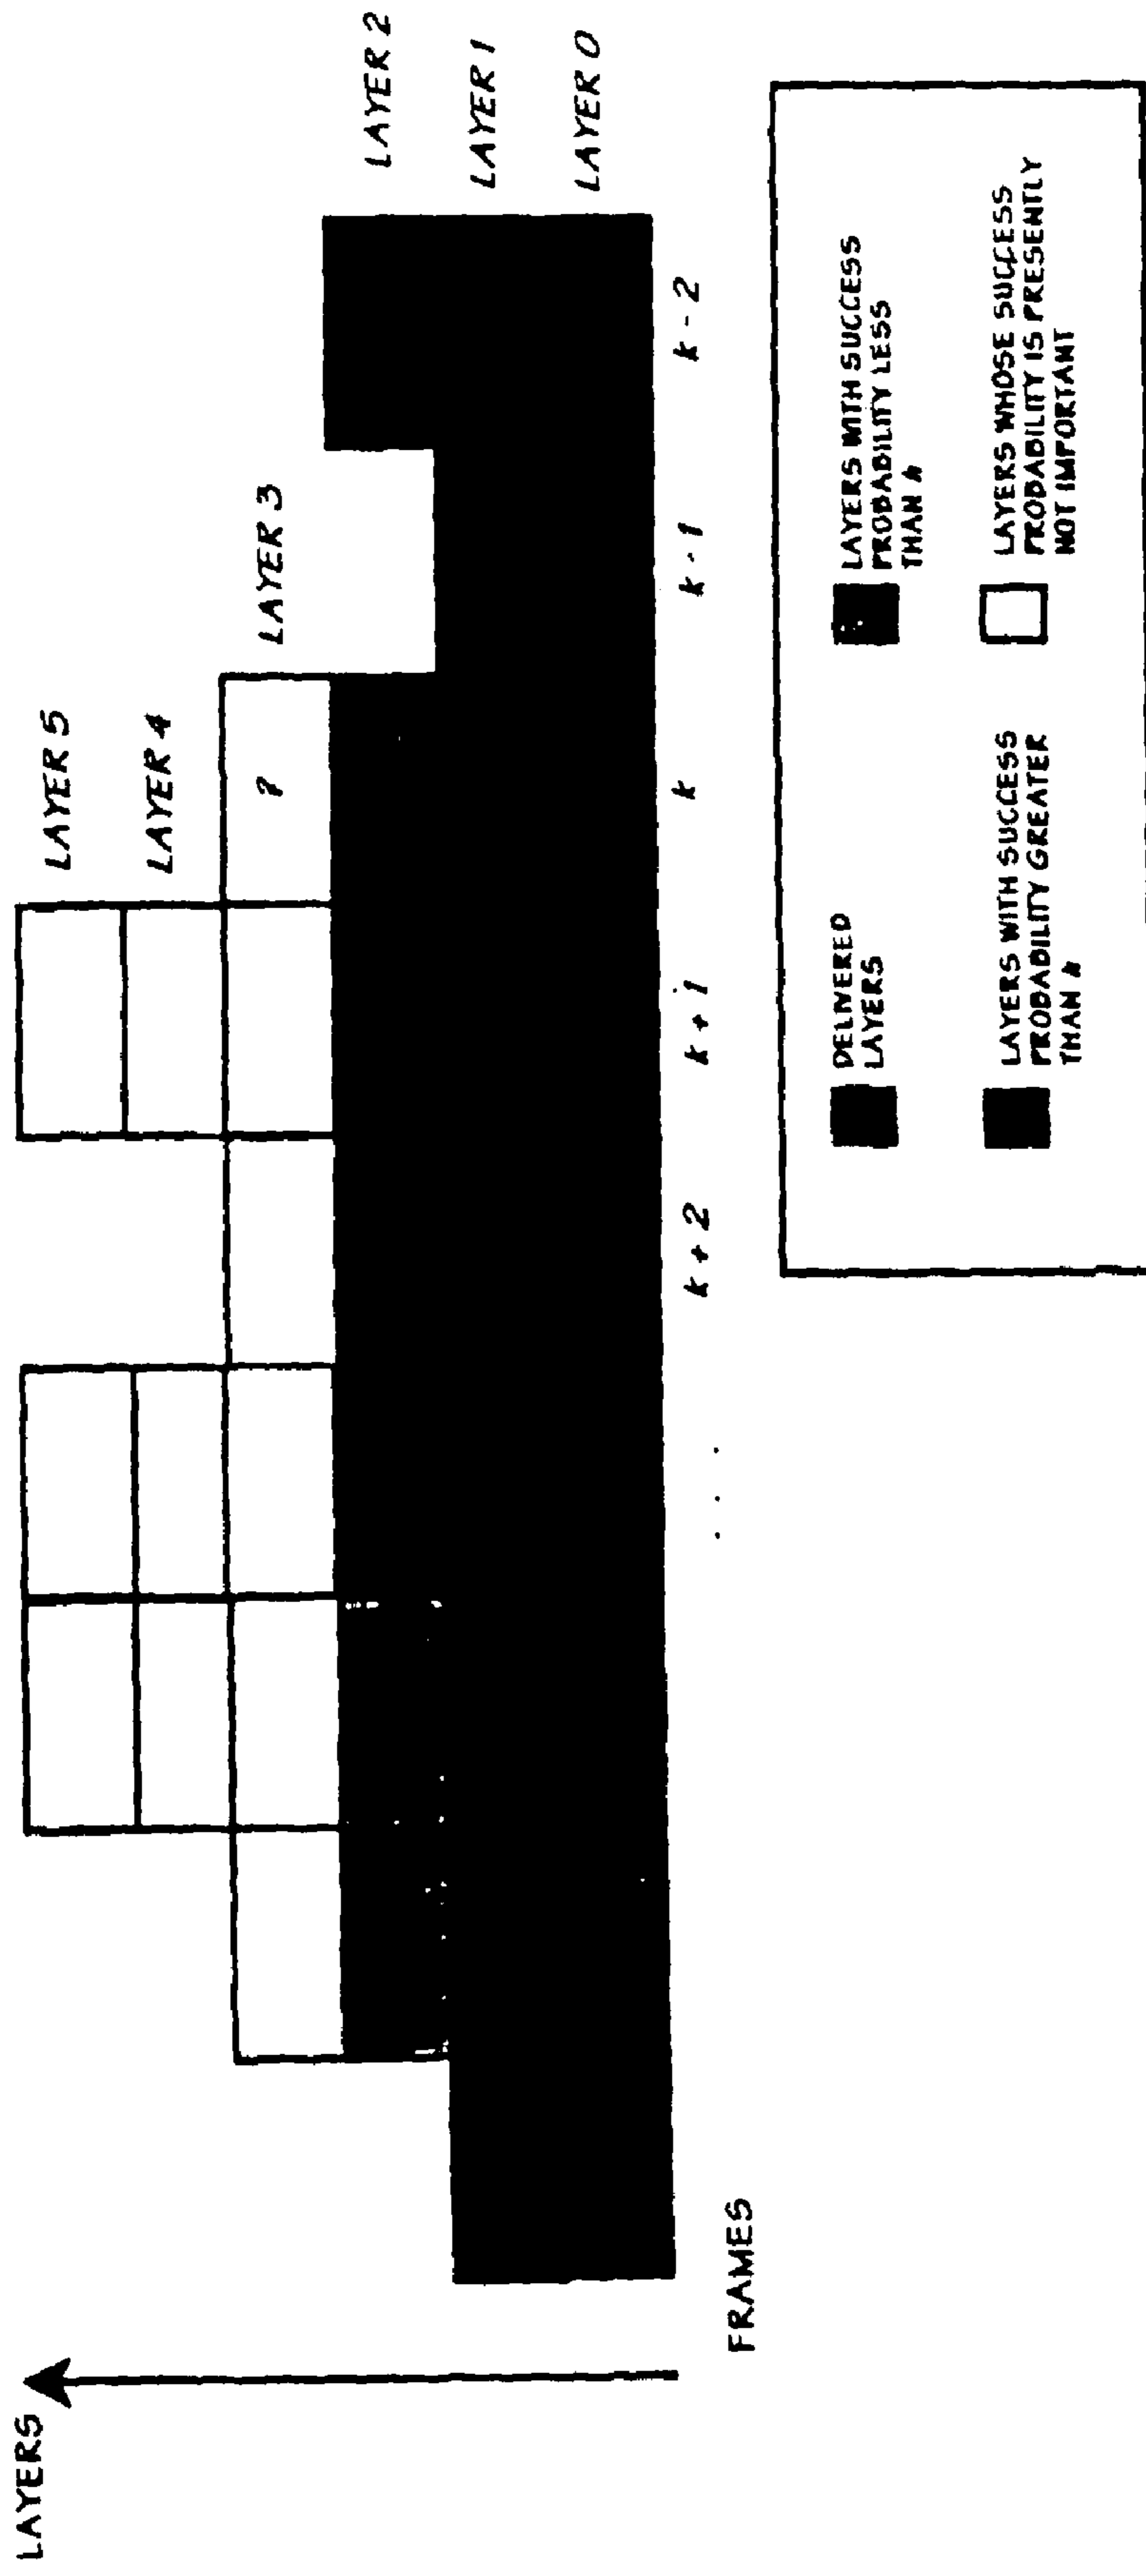 LAYERS
LAYER 5
LAYER 4
LAYER 3
?
LAYER 2
LAYER 1
LAYER 0
. . .
k + 2
k + 1
k
k - 1
k - 2
FRAMES
DELIVERED
LAYERS
LAYERS WITH SUCCESS
PROBABILITY LESS
THAN
LAYERS WITH SUCCESS
PROBABILITY GREATER
THAN
LAYERS WHOSE SUCCESS
PROBABILITY IS PRESENTLY
NOT IMPORTANT